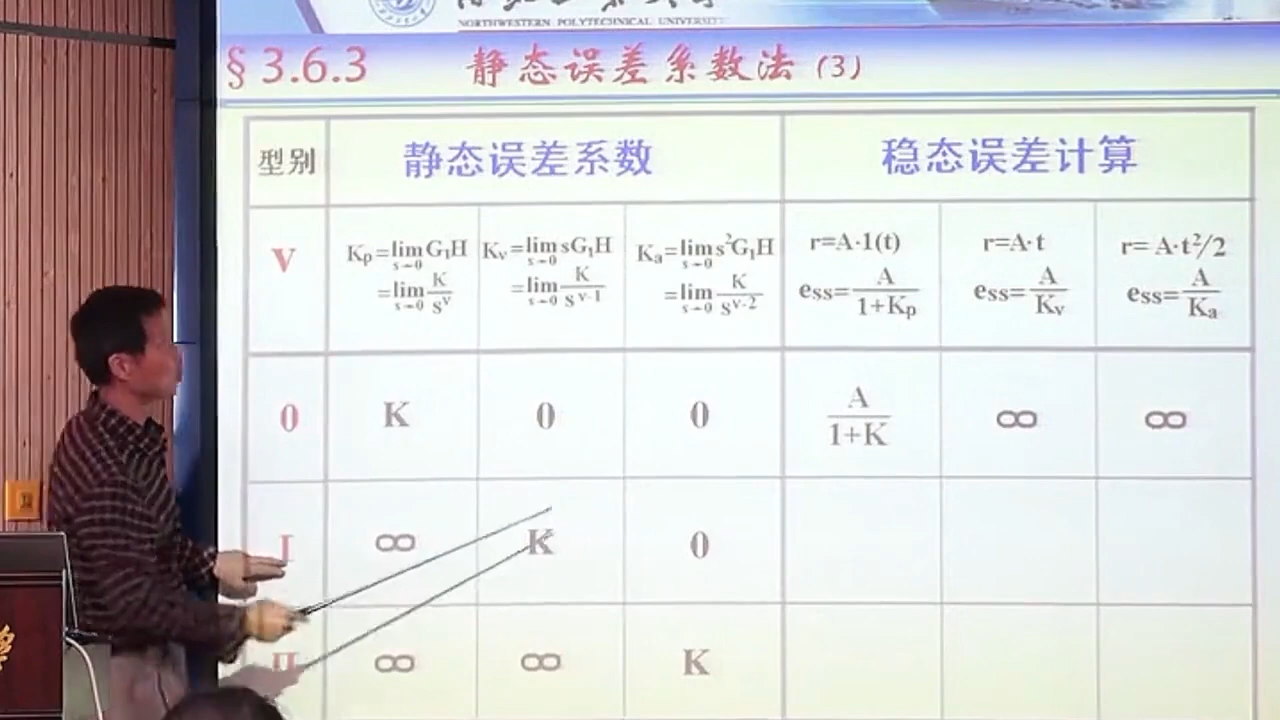 NORTHWESTERN POLYTECHNICAL UNIVERSITY
§ 3.6.3 静态误差系数法 (3)
型别 静态误差系数 稳态误差计算
V
Kp=lim G₁H
s→0
=lim K/s^v
s→0
Kv=lim sG₁H
s→0
=lim K/s^(v-1)
s→0
Ka=lim s²G₁H
s→0
=lim K/s^(v-2)
s→0
r=A·1(t)
ess= A/(1+Kp)
r=A·t
ess= A/Kv
r= A·t²/2
ess= A/Ka
0 K 0 0 A/(1+K) ∞ ∞
I ∞ K 0
II ∞ ∞ K